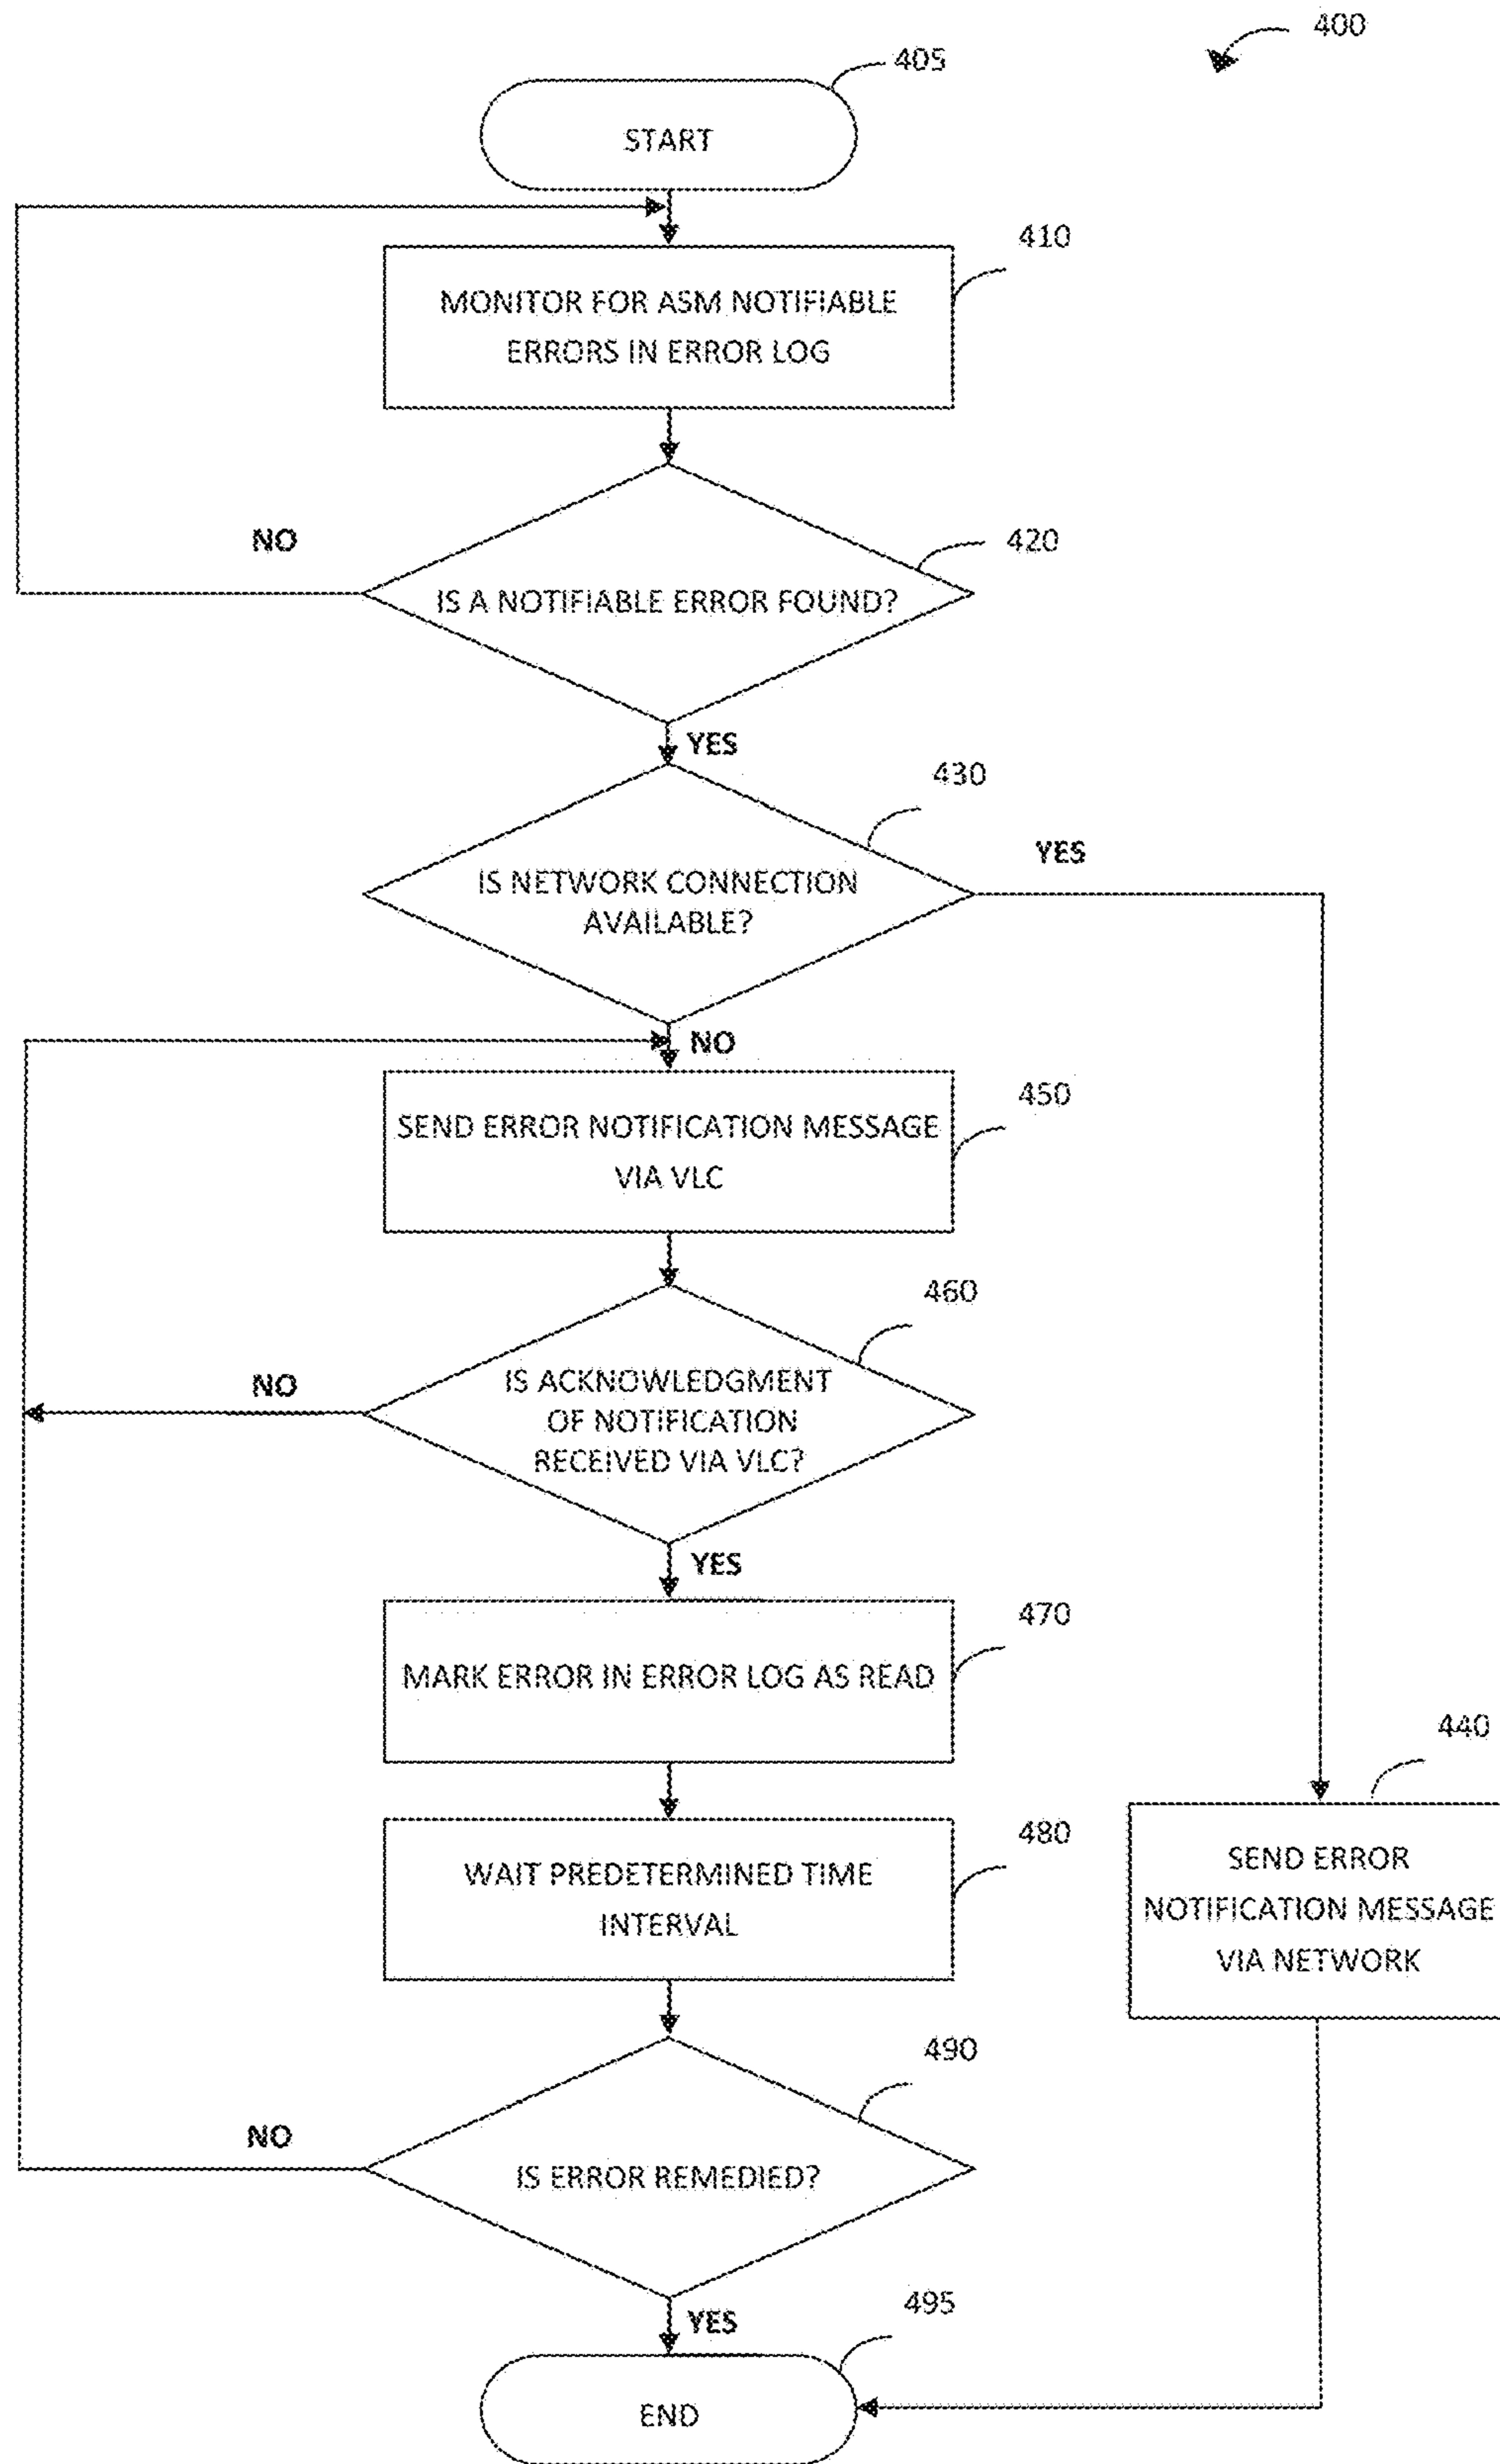 400
405
START
410
MONITOR FOR ASM NOTIFIABLE
ERRORS IN ERROR LOG
NO
420
IS A NOTIFIABLE ERROR FOUND?
YES
430
YES
IS NETWORK CONNECTION
AVAILABLE?
NO
450
SEND ERROR NOTIFICATION MESSAGE
VIA VLC
460
NO
IS ACKNOWLEDGMENT
OF NOTIFICATION
RECEIVED VIA VLC?
YES
470
MARK ERROR IN ERROR LOG AS READ
440
480
WAIT PREDETERMINED TIME
INTERVAL
SEND ERROR
NOTIFICATION MESSAGE
VIA NETWORK
490
NO
IS ERROR REMEDIED?
YES
495
END